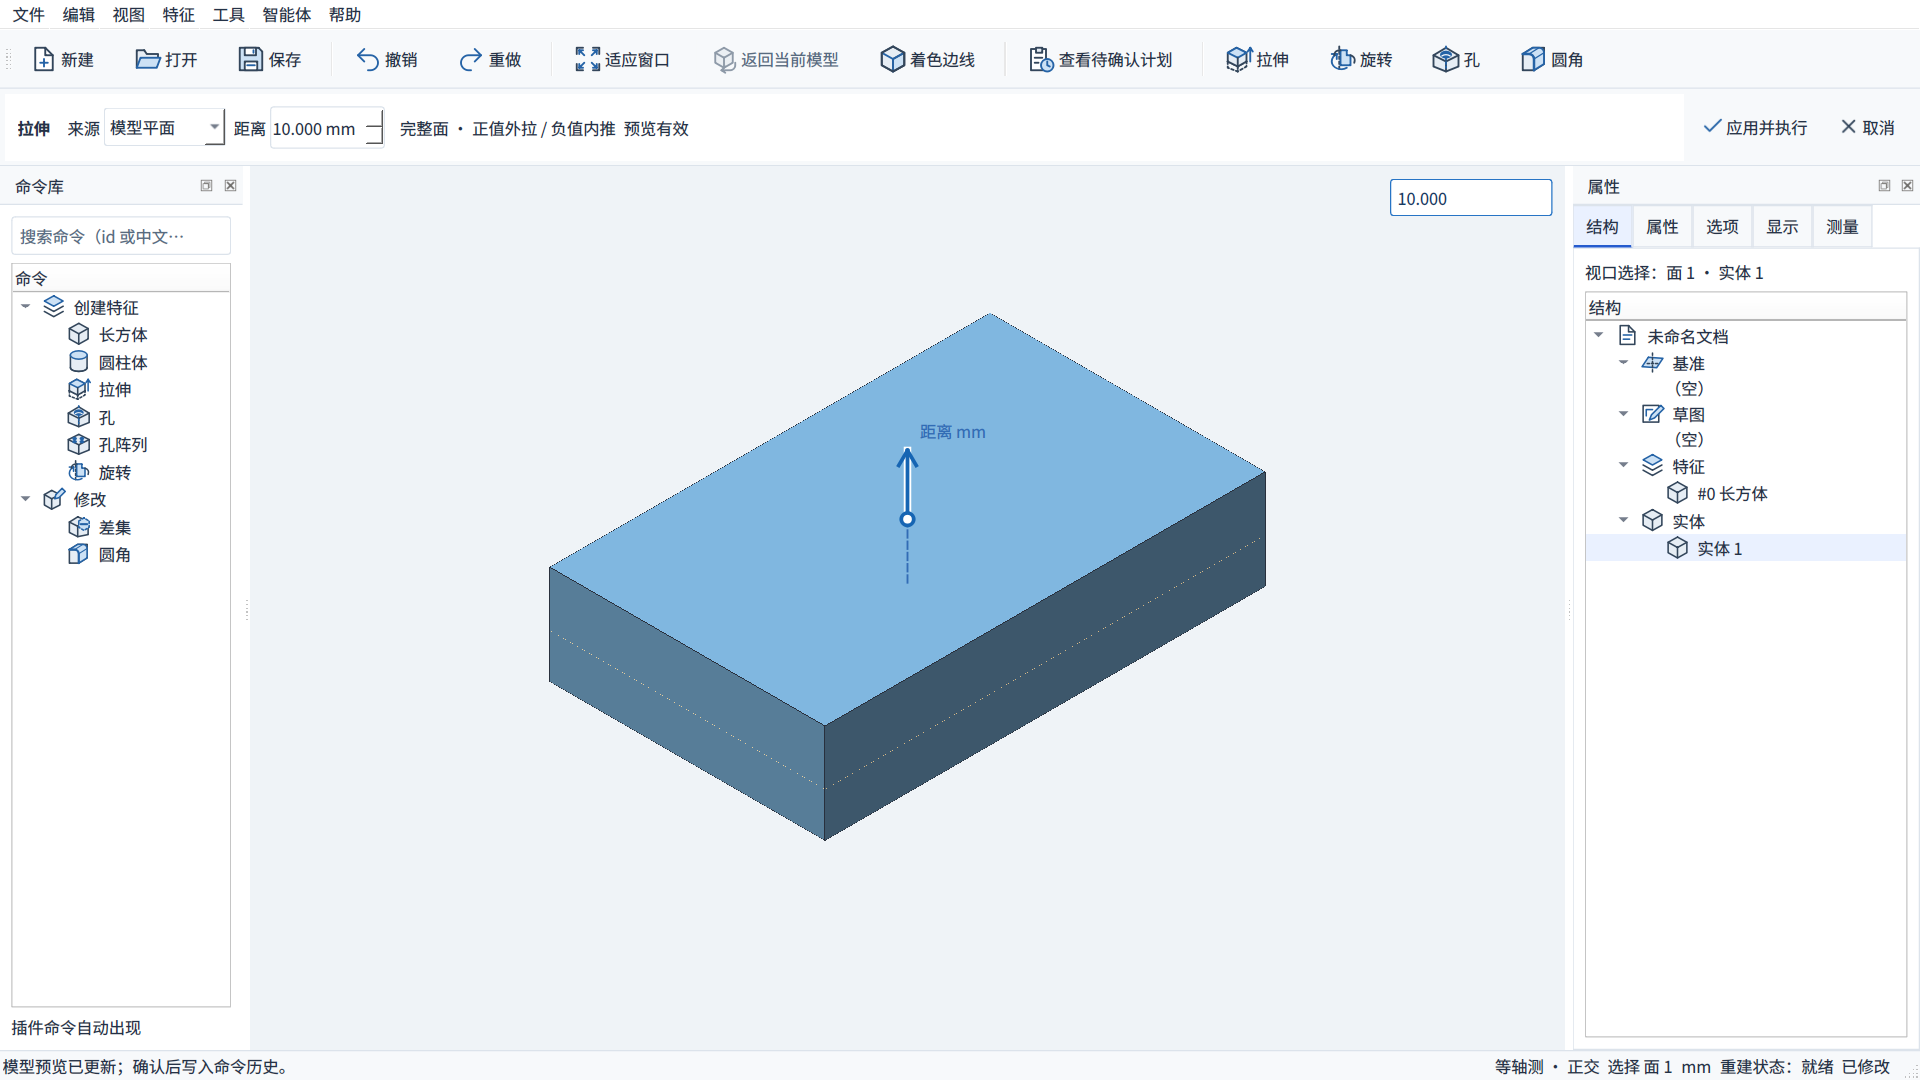 文件 编辑 视图 特征 工具 智能体 帮助
新建 打开 保存 撤销 重做 适应窗口 返回当前模型 着色边线 查看待确认计划 拉伸 旋转 孔 圆角
拉伸 来源 模型平面 距离 10.000 mm 完整面 · 正值外拉 / 负值内推 预览有效 应用并执行 取消
命令库
搜索命令（id 或中文…
命令
创建特征
长方体
圆柱体
拉伸
孔
孔阵列
旋转
修改
差集
圆角
插件命令自动出现
10.000
距离 mm
属性
结构 属性 选项 显示 测量
视口选择：面 1 · 实体 1
结构
未命名文档
基准
（空）
草图
（空）
特征
#0 长方体
实体
实体 1
模型预览已更新；确认后写入命令历史。
等轴测 · 正交 选择 面 1 mm 重建状态：就绪 已修改